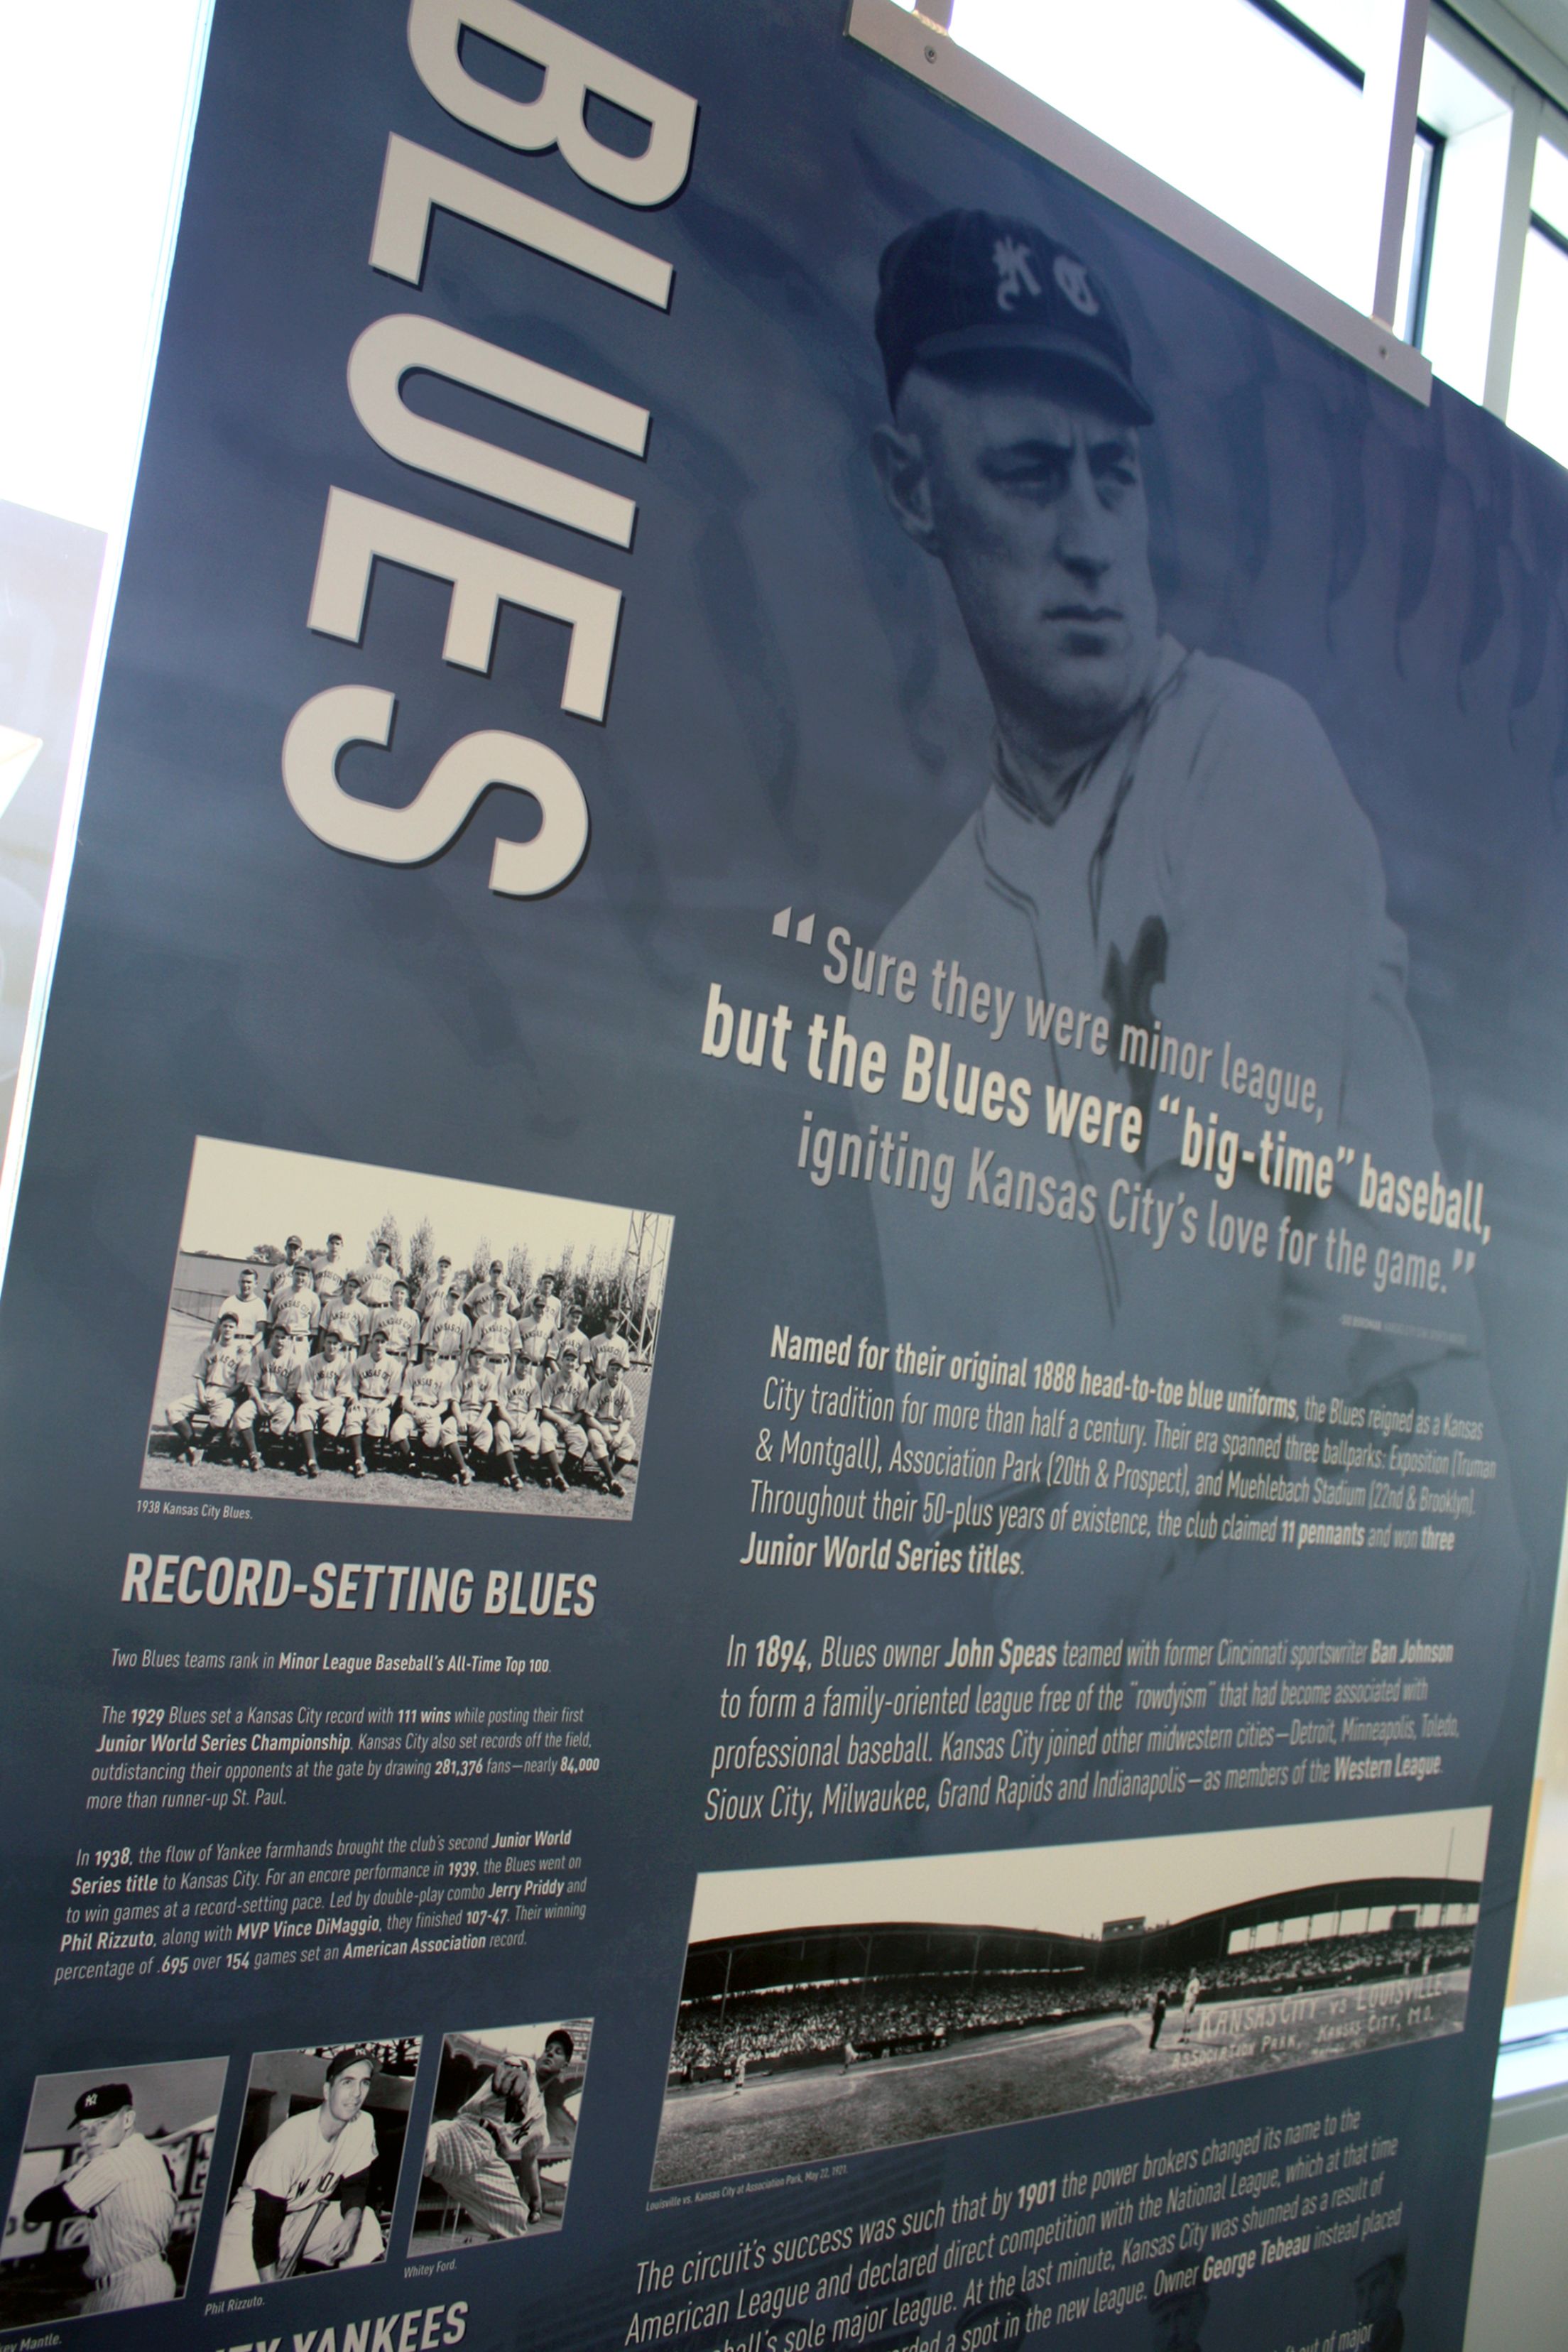 BLUES
K C
“Sure they were minor league,
but the Blues were “big-time” baseball,
igniting Kansas City’s love for the game.”
Named for their original 1888 head-to-toe blue uniforms, the Blues reigned as a Kansas
City tradition for more than half a century. Their era spanned three ballparks: Exposition (Truman
& Montgall), Association Park (20th & Prospect), and Muehlebach Stadium (22nd & Brooklyn).
Throughout their 50-plus years of existence, the club claimed 11 pennants and won three
Junior World Series titles.
In 1894, Blues owner John Speas teamed with former Cincinnati sportswriter Ban Johnson
to form a family-oriented league free of the "rowdyism" that had become associated with
professional baseball. Kansas City joined other midwestern cities—Detroit, Minneapolis, Toledo,
Sioux City, Milwaukee, Grand Rapids and Indianapolis—as members of the Western League.
KANSAS CITY VS LOUISVILLE
ASSOCIATION PARK, KANSAS CITY, MO.
Louisville vs. Kansas City at Association Park, May 22, 1921.
The circuit's success was such that by 1901 the power brokers changed its name to the
American League and declared direct competition with the National League, which at that time
sole major league. At the last minute, Kansas City was shunned as a result of
a spot in the new league. Owner George Tebeau instead placed
out of major
1938 Kansas City Blues.
RECORD-SETTING BLUES
Two Blues teams rank in Minor League Baseball's All-Time Top 100.
The 1929 Blues set a Kansas City record with 111 wins while posting their first
Junior World Series Championship. Kansas City also set records off the field,
outdistancing their opponents at the gate by drawing 281,376 fans—nearly 84,000
more than runner-up St. Paul.
In 1938, the flow of Yankee farmhands brought the club's second Junior World
Series title to Kansas City. For an encore performance in 1939, the Blues went on
to win games at a record-setting pace. Led by double-play combo Jerry Priddy and
Phil Rizzuto, along with MVP Vince DiMaggio, they finished 107-47. Their winning
percentage of .695 over 154 games set an American Association record.
Mantle.
Phil Rizzuto.
Whitey Ford.
YANKEES